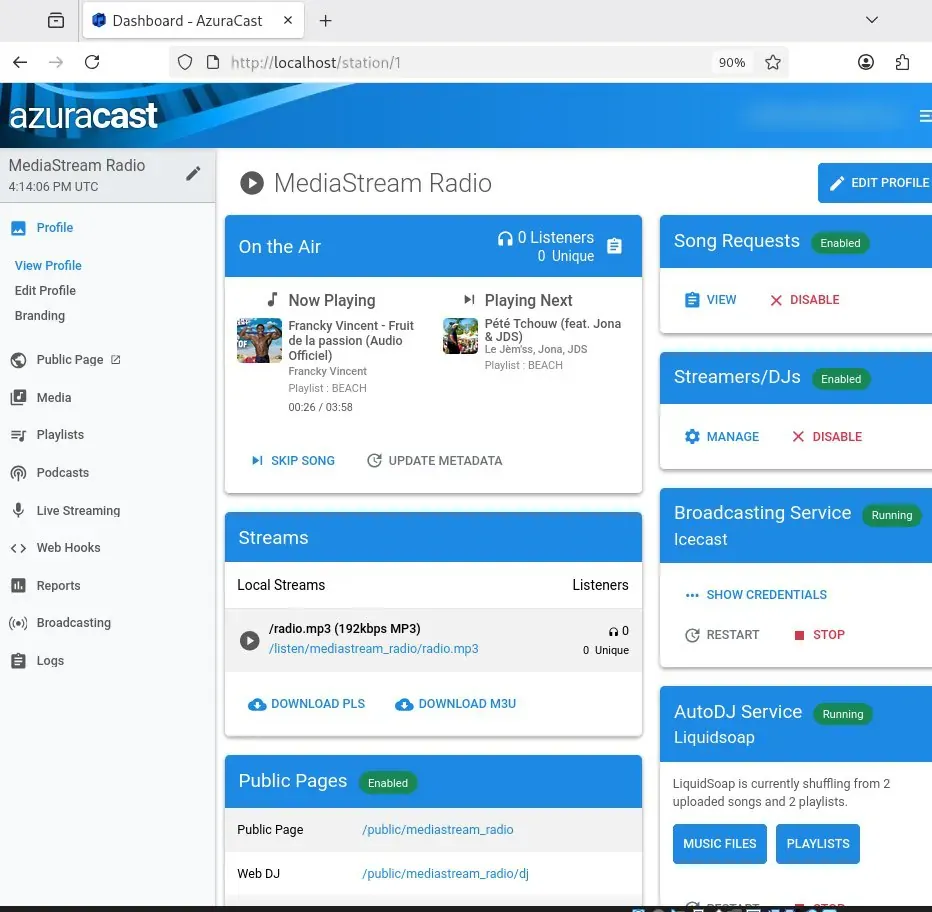 Dashboard - AzuraCast
http://localhost/station/1
90%
azuracast
MediaStream Radio
4:14:06 PM UTC
Profile
View Profile
Edit Profile
Branding
Public Page
Media
Playlists
Podcasts
Live Streaming
Web Hooks
Reports
Broadcasting
Logs
MediaStream Radio
EDIT PROFILE
On the Air
0 Listeners
0 Unique
Now Playing
Francky Vincent - Fruit
de la passion (Audio
Officiel)
Francky Vincent
Playlist : BEACH
00:26 / 03:58
Playing Next
Pété Tchouw (feat. Jona
& JDS)
Le Jèm'ss, Jona, JDS
Playlist : BEACH
SKIP SONG
UPDATE METADATA
Streams
Local Streams
Listeners
/radio.mp3 (192kbps MP3)
/listen/mediastream_radio/radio.mp3
0
0 Unique
DOWNLOAD PLS
DOWNLOAD M3U
Public Pages Enabled
Public Page /public/mediastream_radio
Web DJ /public/mediastream_radio/dj
Song Requests Enabled
VIEW
DISABLE
Streamers/DJs Enabled
MANAGE
DISABLE
Broadcasting Service Running
Icecast
SHOW CREDENTIALS
RESTART
STOP
AutoDJ Service Running
Liquidsoap
LiquidSoap is currently shuffling from 2
uploaded songs and 2 playlists.
MUSIC FILES
PLAYLISTS
RESTART
STOP